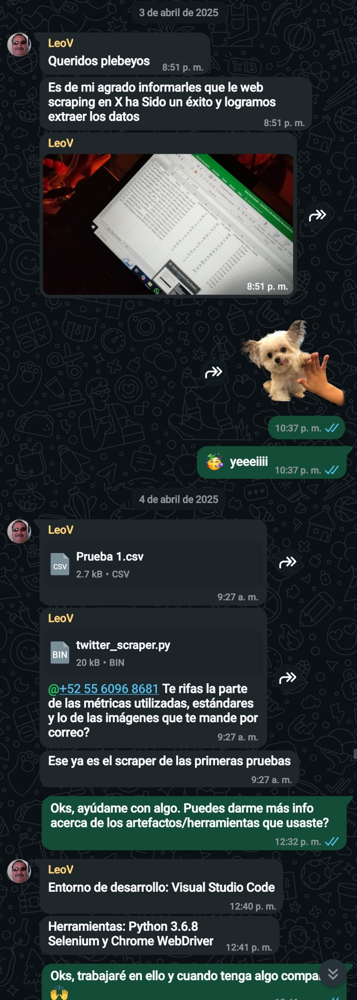 3 de abril de 2025
LeoV
Queridos plebeyos
8:51 p. m.
Es de mi agrado informarles que le web
scraping en X ha Sido un éxito y logramos
extraer los datos
8:51 p. m.
LeoV
8:51 p. m.
10:37 p. m.
🥳 yeeeiiii
10:37 p. m.
4 de abril de 2025
LeoV
CSV
Prueba 1.csv
2.7 kB • CSV
9:27 a. m.
LeoV
BIN
twitter_scraper.py
20 kB • BIN
@+52 55 6096 8681 Te rifas la parte
de las métricas utilizadas, estándares
y lo de las imágenes que te mande por
correo?
9:27 a. m.
Ese ya es el scraper de las primeras pruebas
9:27 a. m.
Oks, ayúdame con algo. Puedes darme más info
acerca de los artefactos/herramientas que usaste?
12:32 p. m.
LeoV
Entorno de desarrollo: Visual Studio Code
12:40 p. m.
Herramientas: Python 3.6.8
Selenium y Chrome WebDriver
12:41 p. m.
Oks, trabajaré en ello y cuando tenga algo
🙌